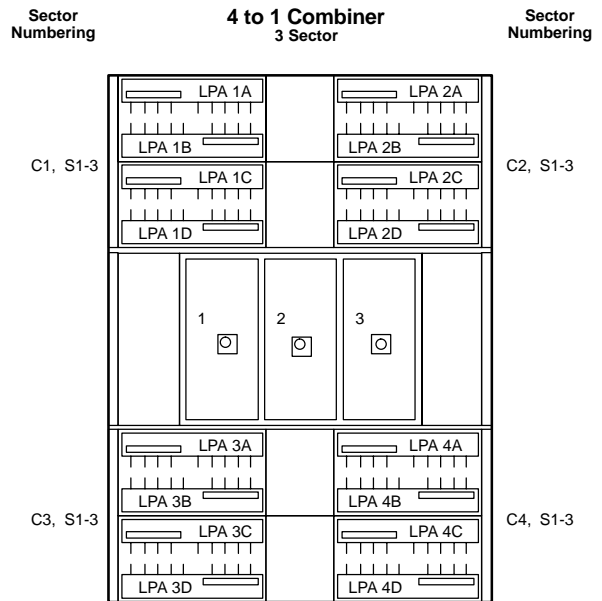 Sector
Numbering
4 to 1 Combiner
3 Sector
Sector
Numbering
LPA 1A
LPA 2A
LPA 1B
LPA 2B
C1, S1-3
C2, S1-3
LPA 1C
LPA 2C
LPA 1D
LPA 2D
1
2
3
LPA 3A
LPA 4A
LPA 3B
LPA 4B
C3, S1-3
C4, S1-3
LPA 3C
LPA 4C
LPA 3D
LPA 4D